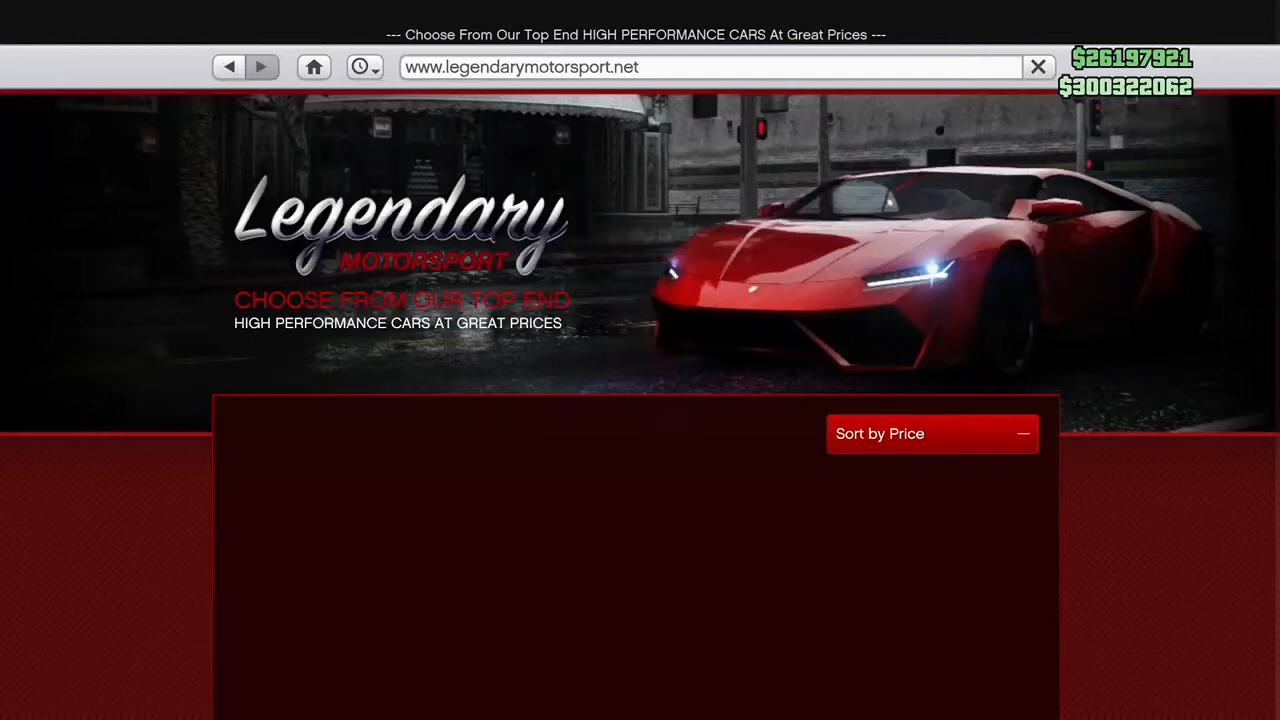 --- Choose From Our Top End HIGH PERFORMANCE CARS At Great Prices ---
www.legendarymotorsport.net
$26197921
$300322062
Legendary
MOTORSPORT
CHOOSE FROM OUR TOP END
HIGH PERFORMANCE CARS AT GREAT PRICES
Sort by Price